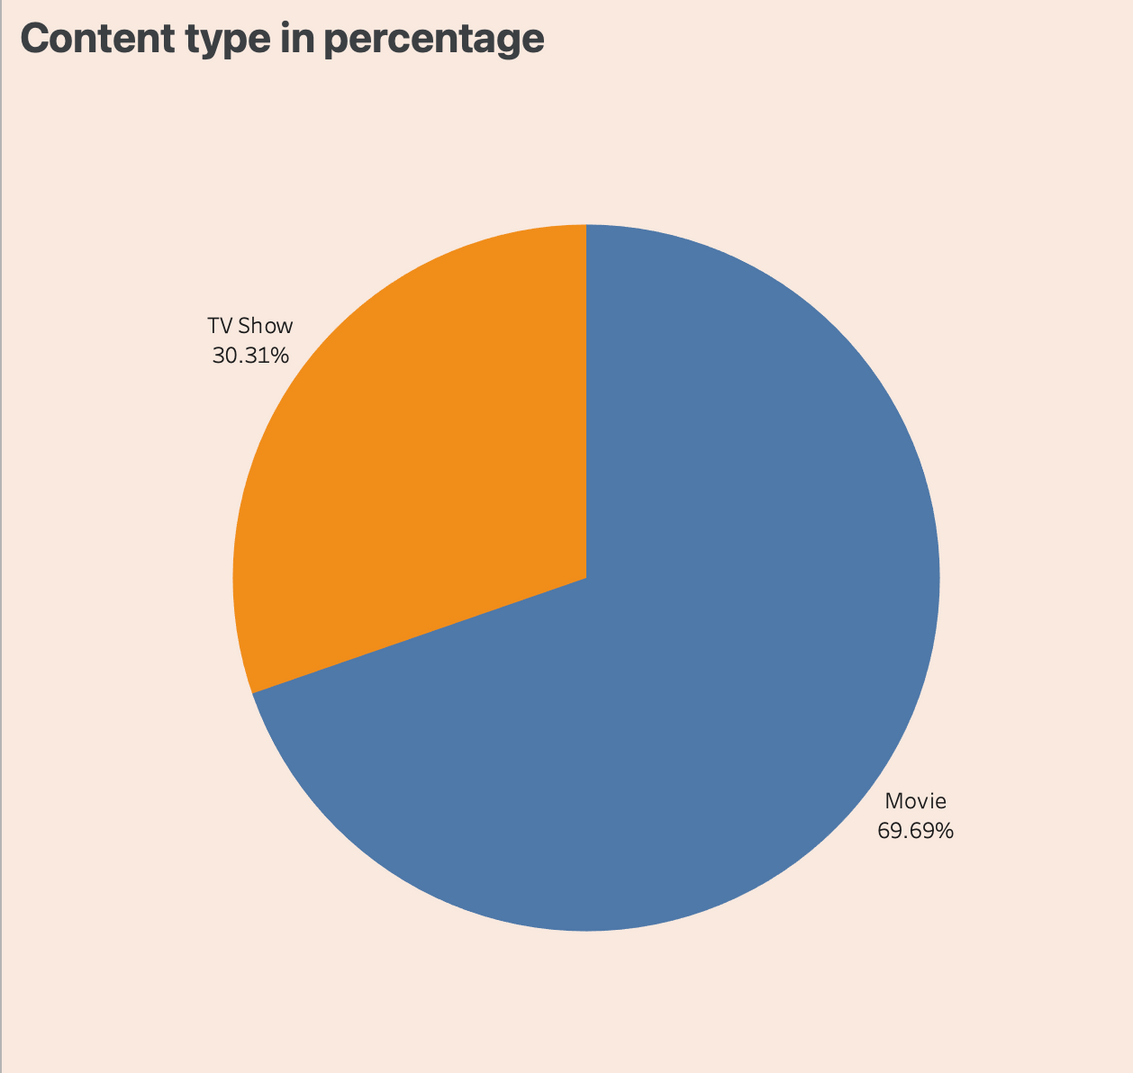 Content type in percentage
TV Show
30.31%
Movie
69.69%